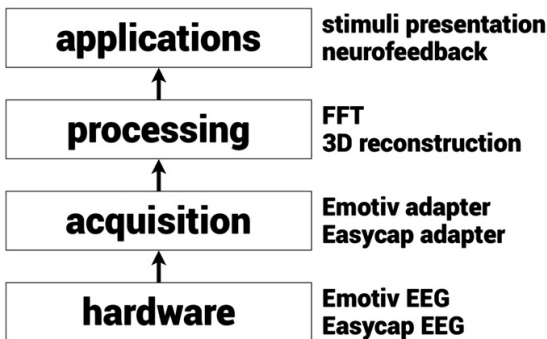 applications
stimuli presentation
neurofeedback
processing
FFT
3D reconstruction
acquisition
Emotiv adapter
Easycap adapter
hardware
Emotiv EEG
Easycap EEG